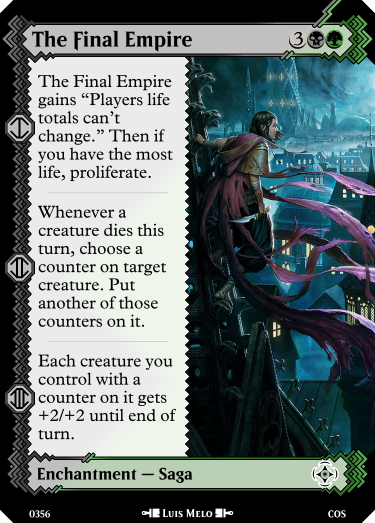 The Final Empire
3
The Final Empire
gains “Players life
totals can’t
change.” Then if
you have the most
life, proliferate.
I
Whenever a
creature dies this
turn, choose a
counter on target
creature. Put
another of those
counters on it.
II
Each creature you
control with a
counter on it gets
+2/+2 until end of
turn.
III
Enchantment — Saga
0356
Luis Melo
COS